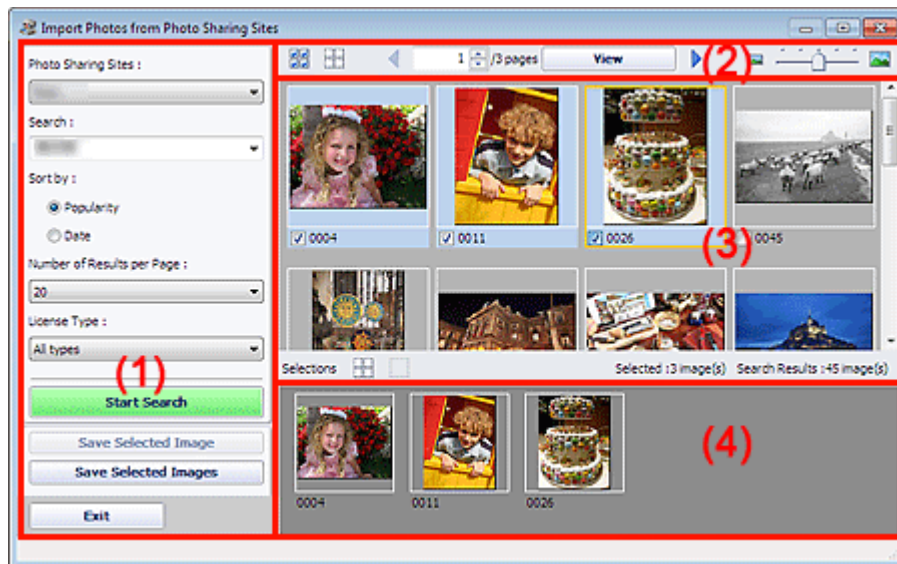 Import Photos from Photo Sharing Sites
Photo Sharing Sites :
Search :
Sort by :
Popularity
Date
Number of Results per Page :
20
License Type :
All types
(1)
Start Search
Save Selected Image
Save Selected Images
Exit
1 /3 pages View (2)
0004 0011 0026 0045
(3)
Selections Selected :3 image(s) Search Results :45 image(s)
(4)
0004 0011 0026